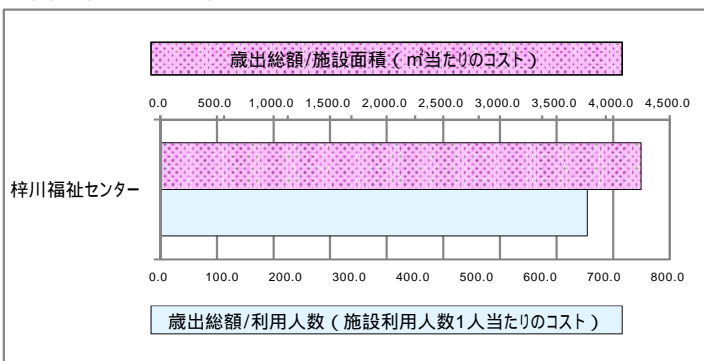 歳出総額/施設面積(㎡当たりのコスト)
0.0 500.0 1,000.0 1,500.0 2,000.0 2,500.0 3,000.0 3,500.0 4,000.0 4,500.0
梓川福祉センター
0.0 100.0 200.0 300.0 400.0 500.0 600.0 700.0 800.0
歳出総額/利用人数(施設利用人数1人当たりのコスト)